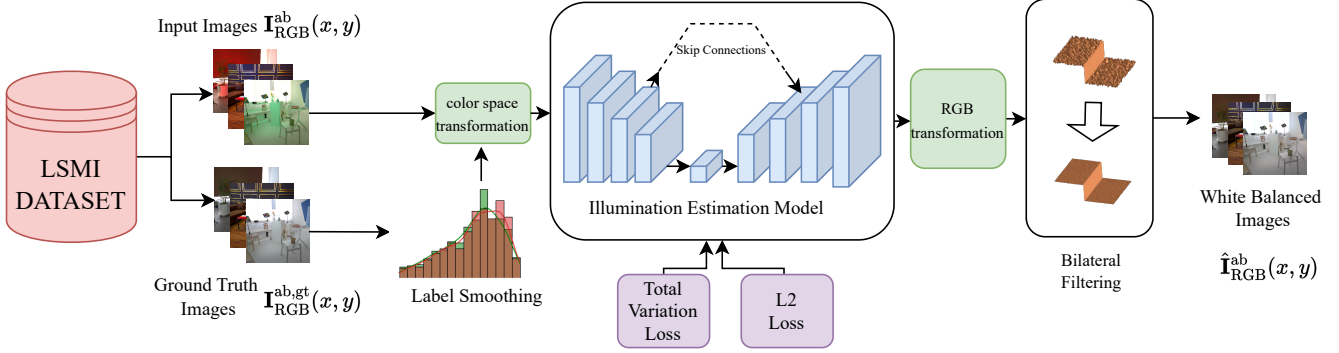 Input Images $\mathbf{I}^{\mathrm{ab}}_{\mathrm{RGB}}(x, y)$
LSMI
DATASET
Ground Truth
Images $\mathbf{I}^{\mathrm{ab,gt}}_{\mathrm{RGB}}(x, y)$
color space
transformation
Label Smoothing
Skip Connections
Illumination Estimation Model
Total
Variation
Loss
L2
Loss
RGB
transformation
Bilateral
Filtering
White Balanced
Images
$\hat{\mathbf{I}}^{\mathrm{ab}}_{\mathrm{RGB}}(x, y)$